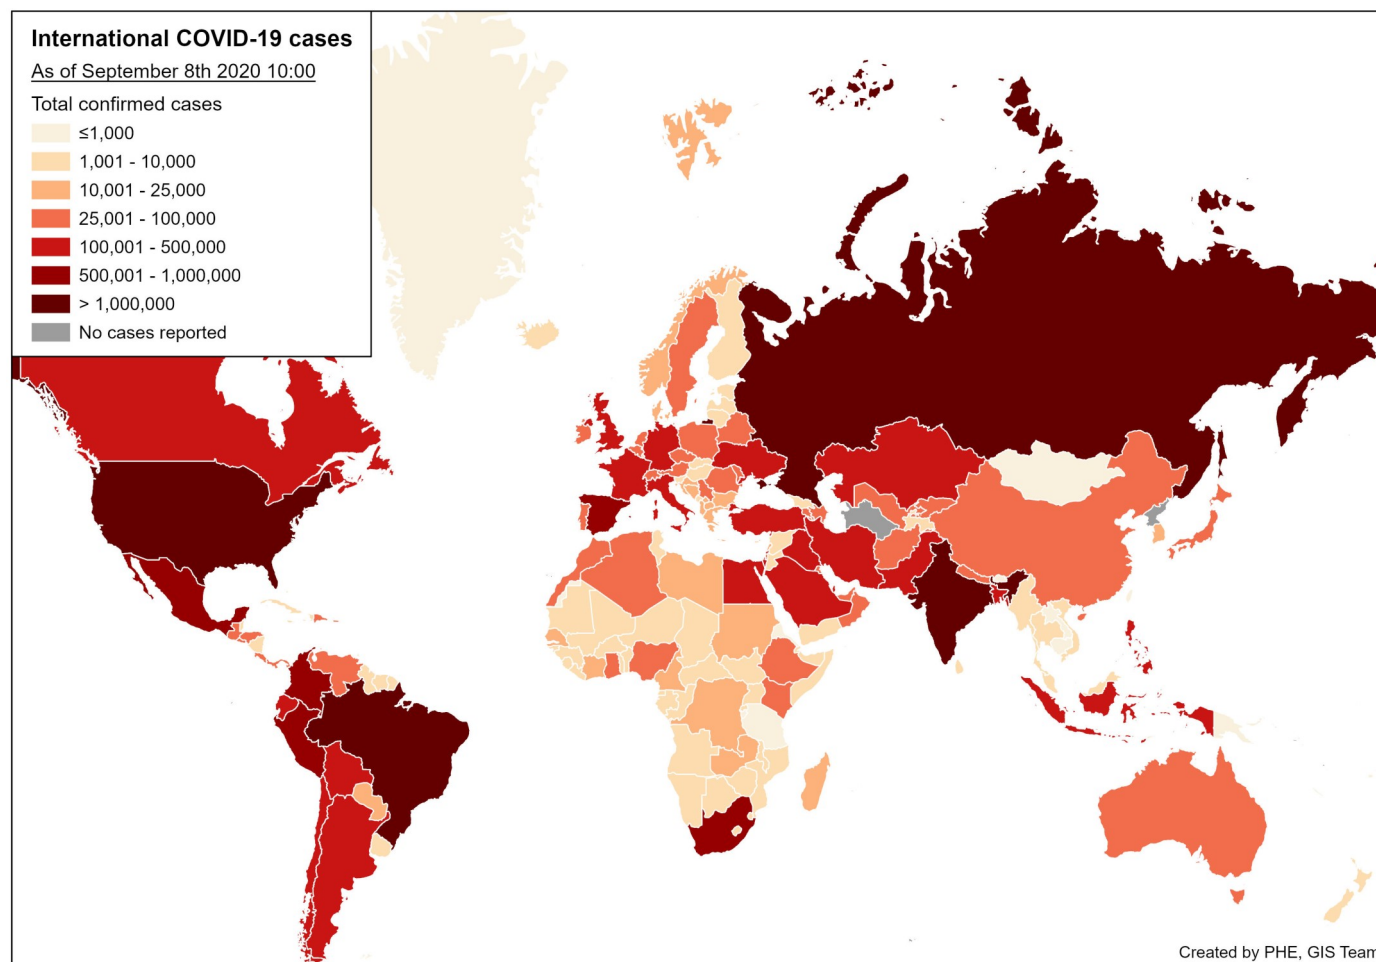 International COVID-19 cases
As of September 8th 2020 10:00
Total confirmed cases
≤1,000
1,001 - 10,000
10,001 - 25,000
25,001 - 100,000
100,001 - 500,000
500,001 - 1,000,000
> 1,000,000
No cases reported
Created by PHE, GIS Team